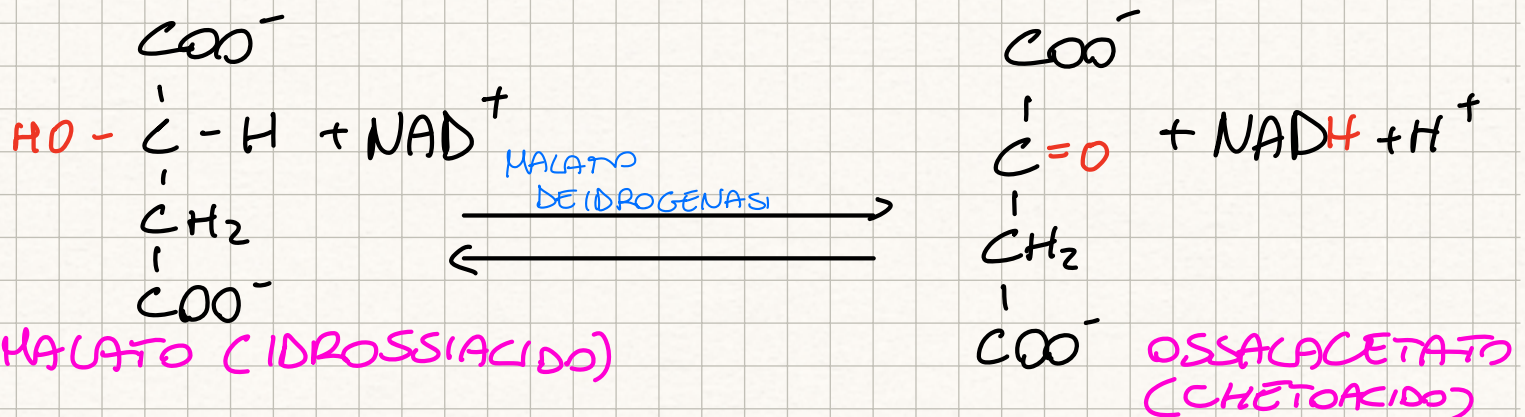 COO⁻ COO⁻
HO - C - H + NAD⁺ C=O + NADH + H⁺
MALATO
DEIDROGENASI
CH₂ CH₂
COO⁻ COO⁻
MALATO (IDROSSIACIDO) OSSALACETATO
(CHETOACIDO)